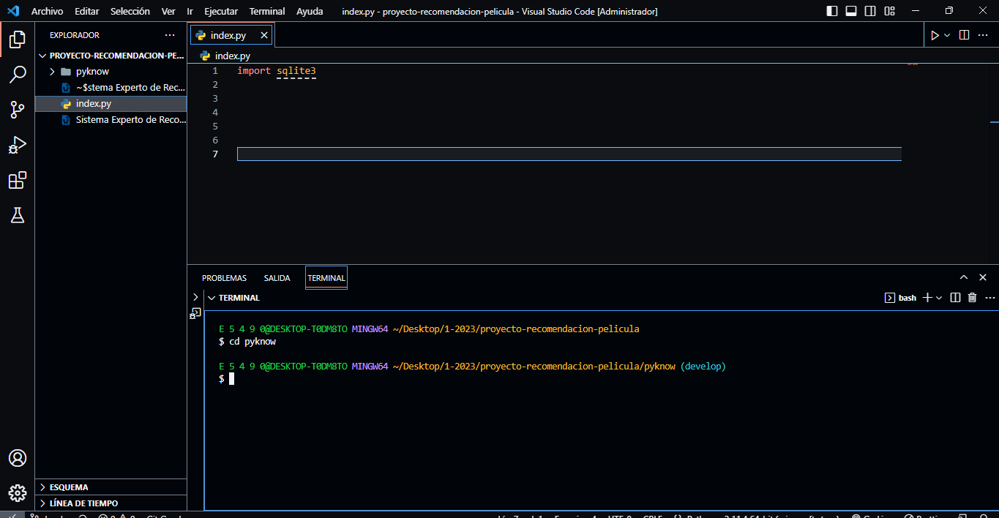 Archivo Editar Selección Ver Ir Ejecutar Terminal Ayuda index.py - proyecto-recomendacion-pelicula - Visual Studio Code [Administrador]
EXPLORADOR ...
PROYECTO-RECOMENDACION-PE...
pyknow
~$stema Experto de Rec...
index.py
Sistema Experto de Reco...
ESQUEMA
LÍNEA DE TIEMPO
index.py
index.py
1 import sqlite3
2
3
4
5
6
7
PROBLEMAS SALIDA TERMINAL
TERMINAL
bash
E 5 4 9 0@DESKTOP-T0DM8TO MINGW64 ~/Desktop/1-2023/proyecto-recomendacion-pelicula
$ cd pyknow
E 5 4 9 0@DESKTOP-T0DM8TO MINGW64 ~/Desktop/1-2023/proyecto-recomendacion-pelicula/pyknow (develop)
$